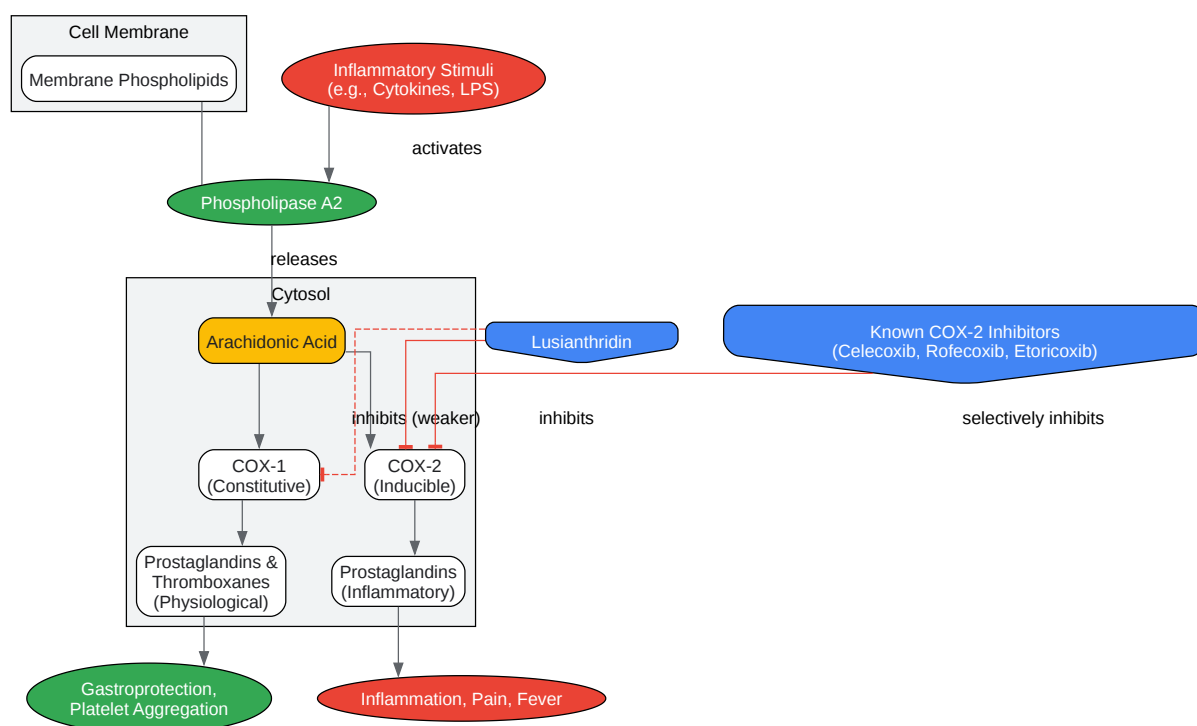 Cell Membrane
Membrane Phospholipids
Inflammatory Stimuli
(e.g., Cytokines, LPS)
activates
Phospholipase A2
releases
Cytosol
Arachidonic Acid
Lusianthridin
Known COX-2 Inhibitors
(Celecoxib, Rofecoxib, Etoricoxib)
inhibits (weaker)
inhibits
selectively inhibits
COX-1
(Constitutive)
COX-2
(Inducible)
Prostaglandins &
Thromboxanes
(Physiological)
Prostaglandins
(Inflammatory)
Gastroprotection,
Platelet Aggregation
Inflammation, Pain, Fever